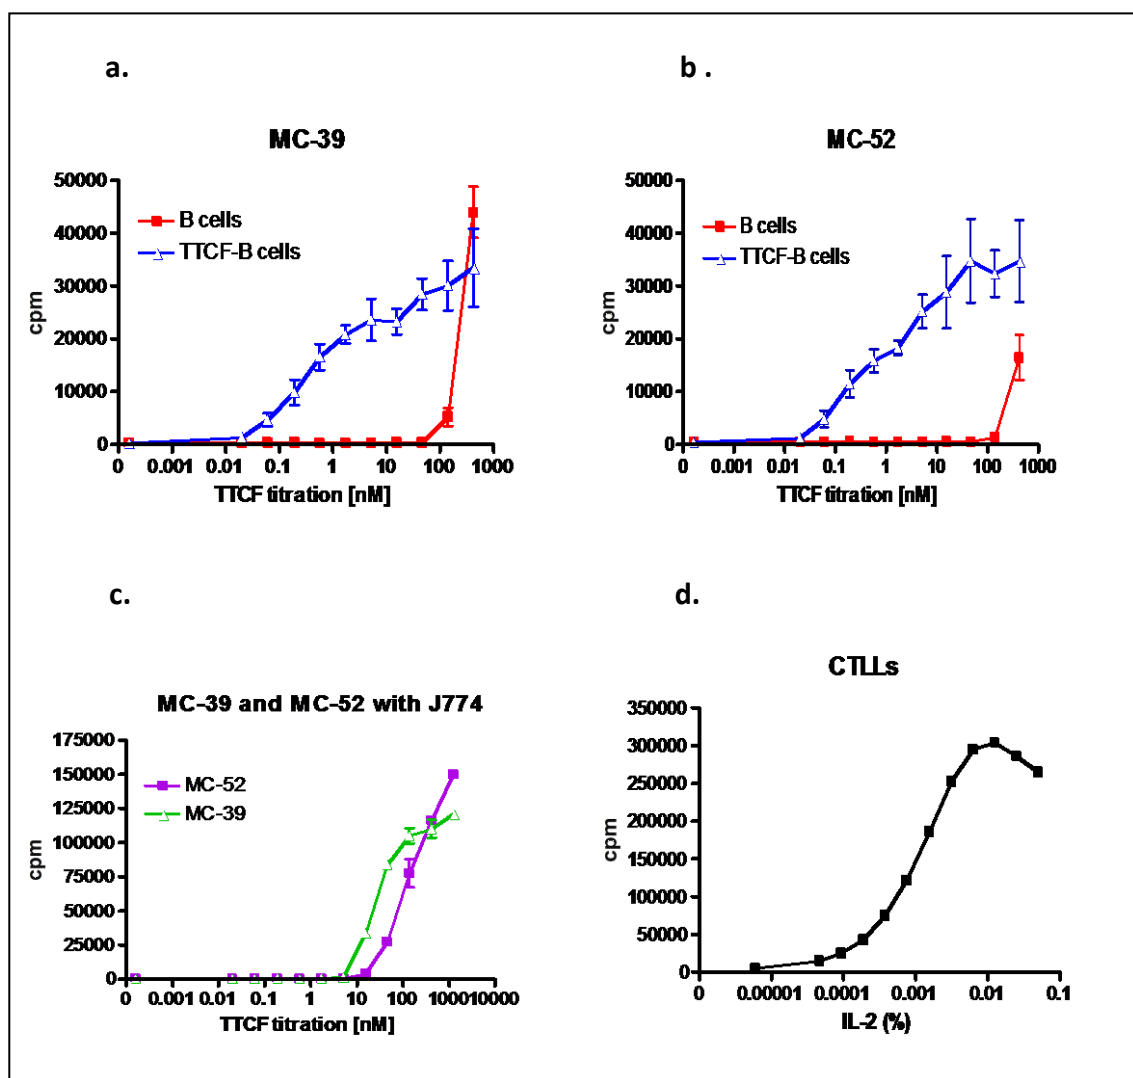 a.
MC-39
50000
40000
30000
20000
10000
0
cpm
B cells
TTCF-B cells
0 0.001 0.01 0.1 1 10 100 1000
TTCF titration [nM]
b .
MC-52
50000
40000
30000
20000
10000
0
cpm
B cells
TTCF-B cells
0 0.001 0.01 0.1 1 10 100 1000
TTCF titration [nM]
c.
MC-39 and MC-52 with J774
175000
150000
125000
100000
75000
50000
25000
0
cpm
MC-52
MC-39
0 0.001 0.01 0.1 1 10 100 100010000
TTCF titration [nM]
d.
CTLLs
350000
300000
250000
200000
150000
100000
50000
0
cpm
0 0.00001 0.0001 0.001 0.01 0.1
IL-2 (%)